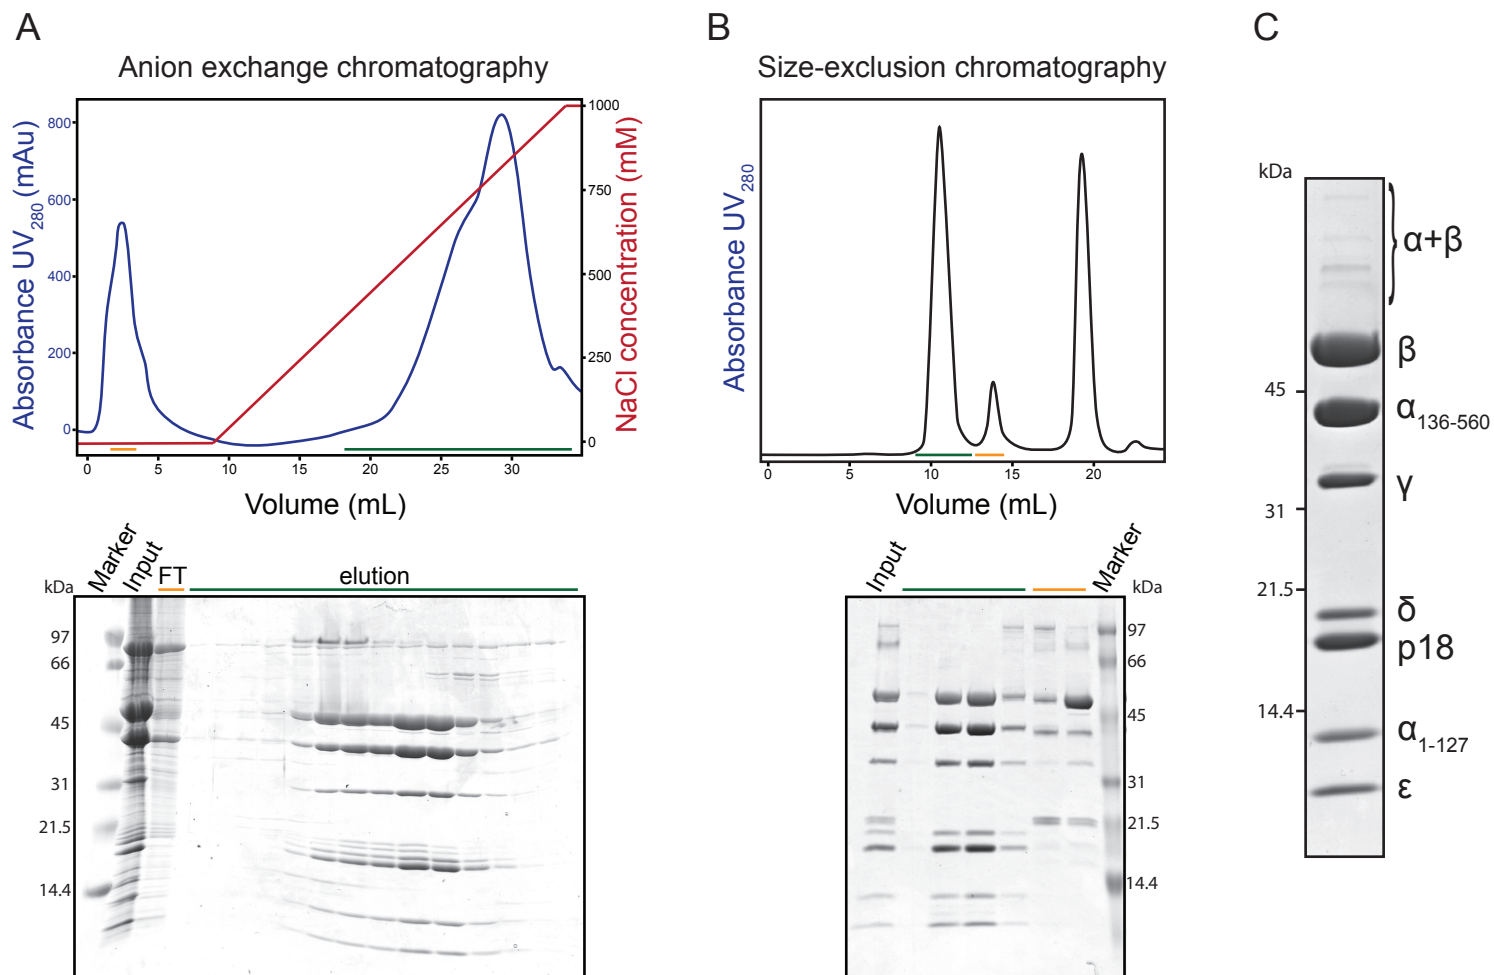 A
Anion exchange chromatography
Absorbance UV280 (mAu)
800
600
400
200
0
1000
750
500
250
0
NaCl concentration (mM)
0 5 10 15 20 25 30
Volume (mL)
kDa
Marker
Input
FT
elution
97
66
45
31
21.5
14.4
B
Size-exclusion chromatography
Absorbance UV280
0 5 10 15 20
Volume (mL)
Input
Marker
kDa
97
66
45
31
21.5
14.4
C
kDa
45
31
21.5
14.4
α+β
β
α136-560
γ
δ
p18
α1-127
ε